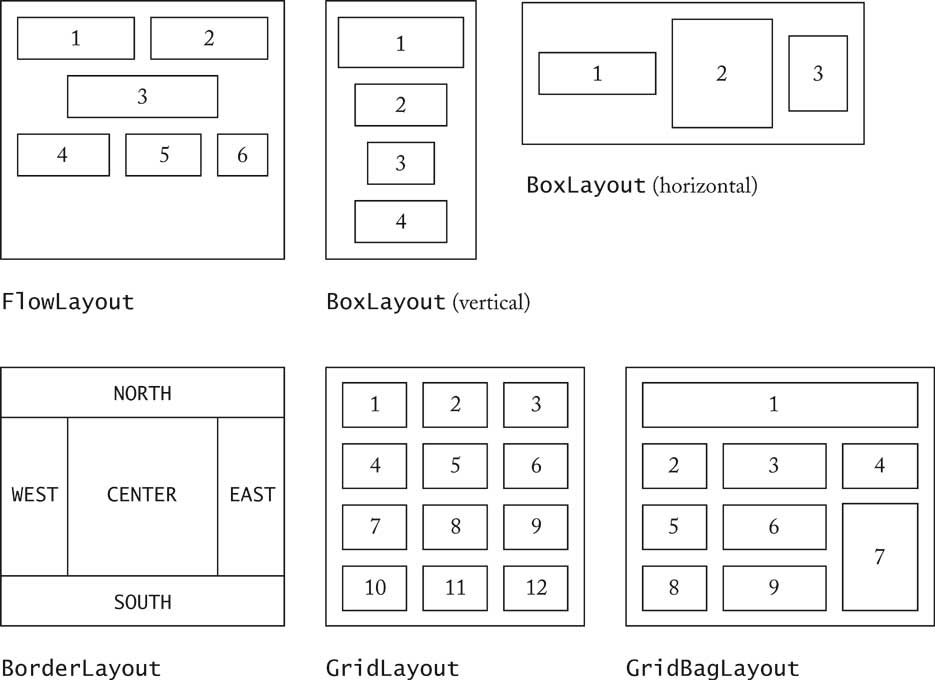 1 2
3
4 5 6
FlowLayout
1
2
3
4
BoxLayout (vertical)
1 2 3
BoxLayout (horizontal)
NORTH
WEST CENTER EAST
SOUTH
BorderLayout
1 2 3
4 5 6
7 8 9
10 11 12
GridLayout
1
2 3 4
5 6 7
8 9
GridBagLayout